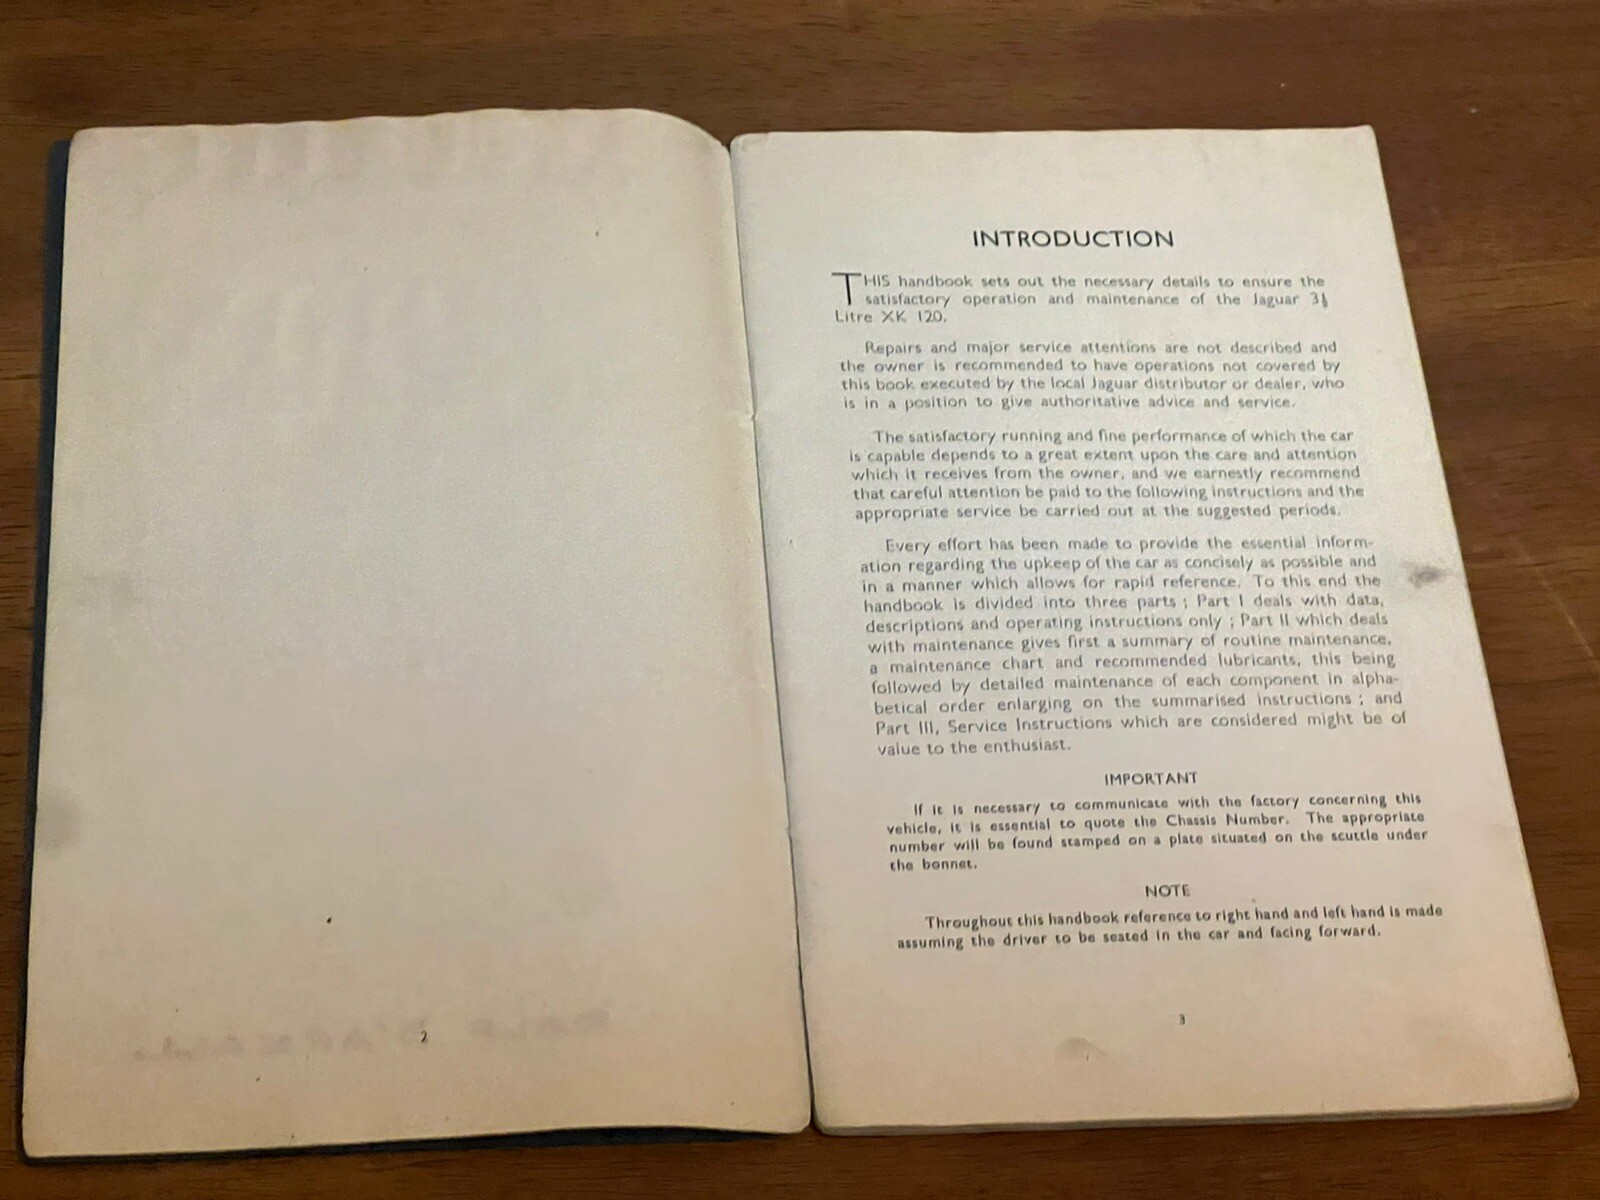 2
INTRODUCTION
THIS handbook sets out the necessary details to ensure the
satisfactory operation and maintenance of the Jaguar 3½
Litre XK 120.
Repairs and major service attentions are not described and
the owner is recommended to have operations not covered by
this book executed by the local Jaguar distributor or dealer, who
is in a position to give authoritative advice and service.
The satisfactory running and fine performance of which the car
is capable depends to a great extent upon the care and attention
which it receives from the owner, and we earnestly recommend
that careful attention be paid to the following instructions and the
appropriate service be carried out at the suggested periods.
Every effort has been made to provide the essential inform-
ation regarding the upkeep of the car as concisely as possible and
in a manner which allows for rapid reference. To this end the
handbook is divided into three parts ; Part I deals with data,
descriptions and operating instructions only ; Part II which deals
with maintenance gives first a summary of routine maintenance,
a maintenance chart and recommended lubricants, this being
followed by detailed maintenance of each component in alpha-
betical order enlarging on the summarised instructions ; and
Part III, Service Instructions which are considered might be of
value to the enthusiast.
IMPORTANT
If it is necessary to communicate with the factory concerning this
vehicle, it is essential to quote the Chassis Number. The appropriate
number will be found stamped on a plate situated on the scuttle under
the bonnet.
NOTE
Throughout this handbook reference to right hand and left hand is made
assuming the driver to be seated in the car and facing forward.
3